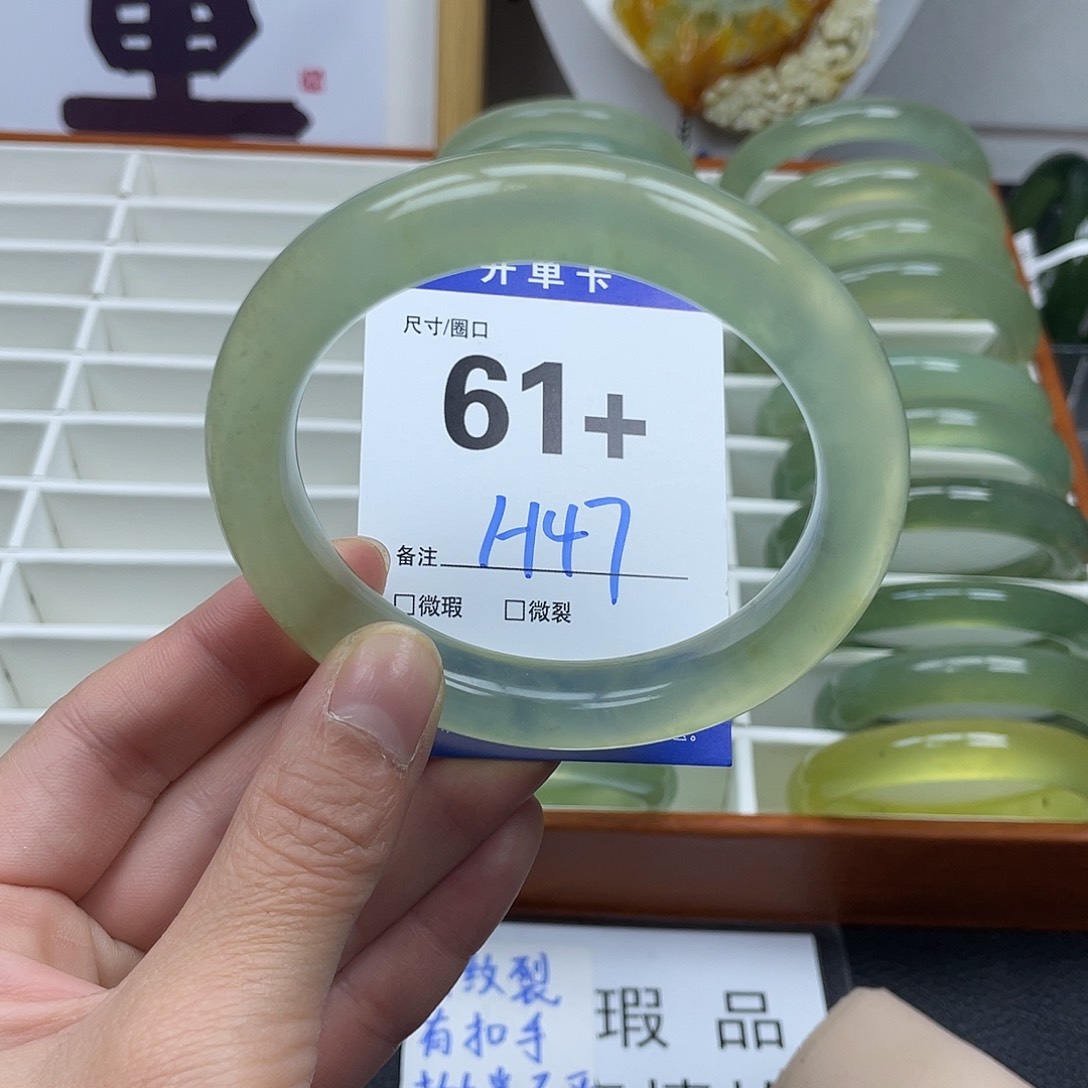 开单卡
尺寸/圈口
61+
备注 H47
□微瑕 □微裂
纹裂
有扣手
瑕 品